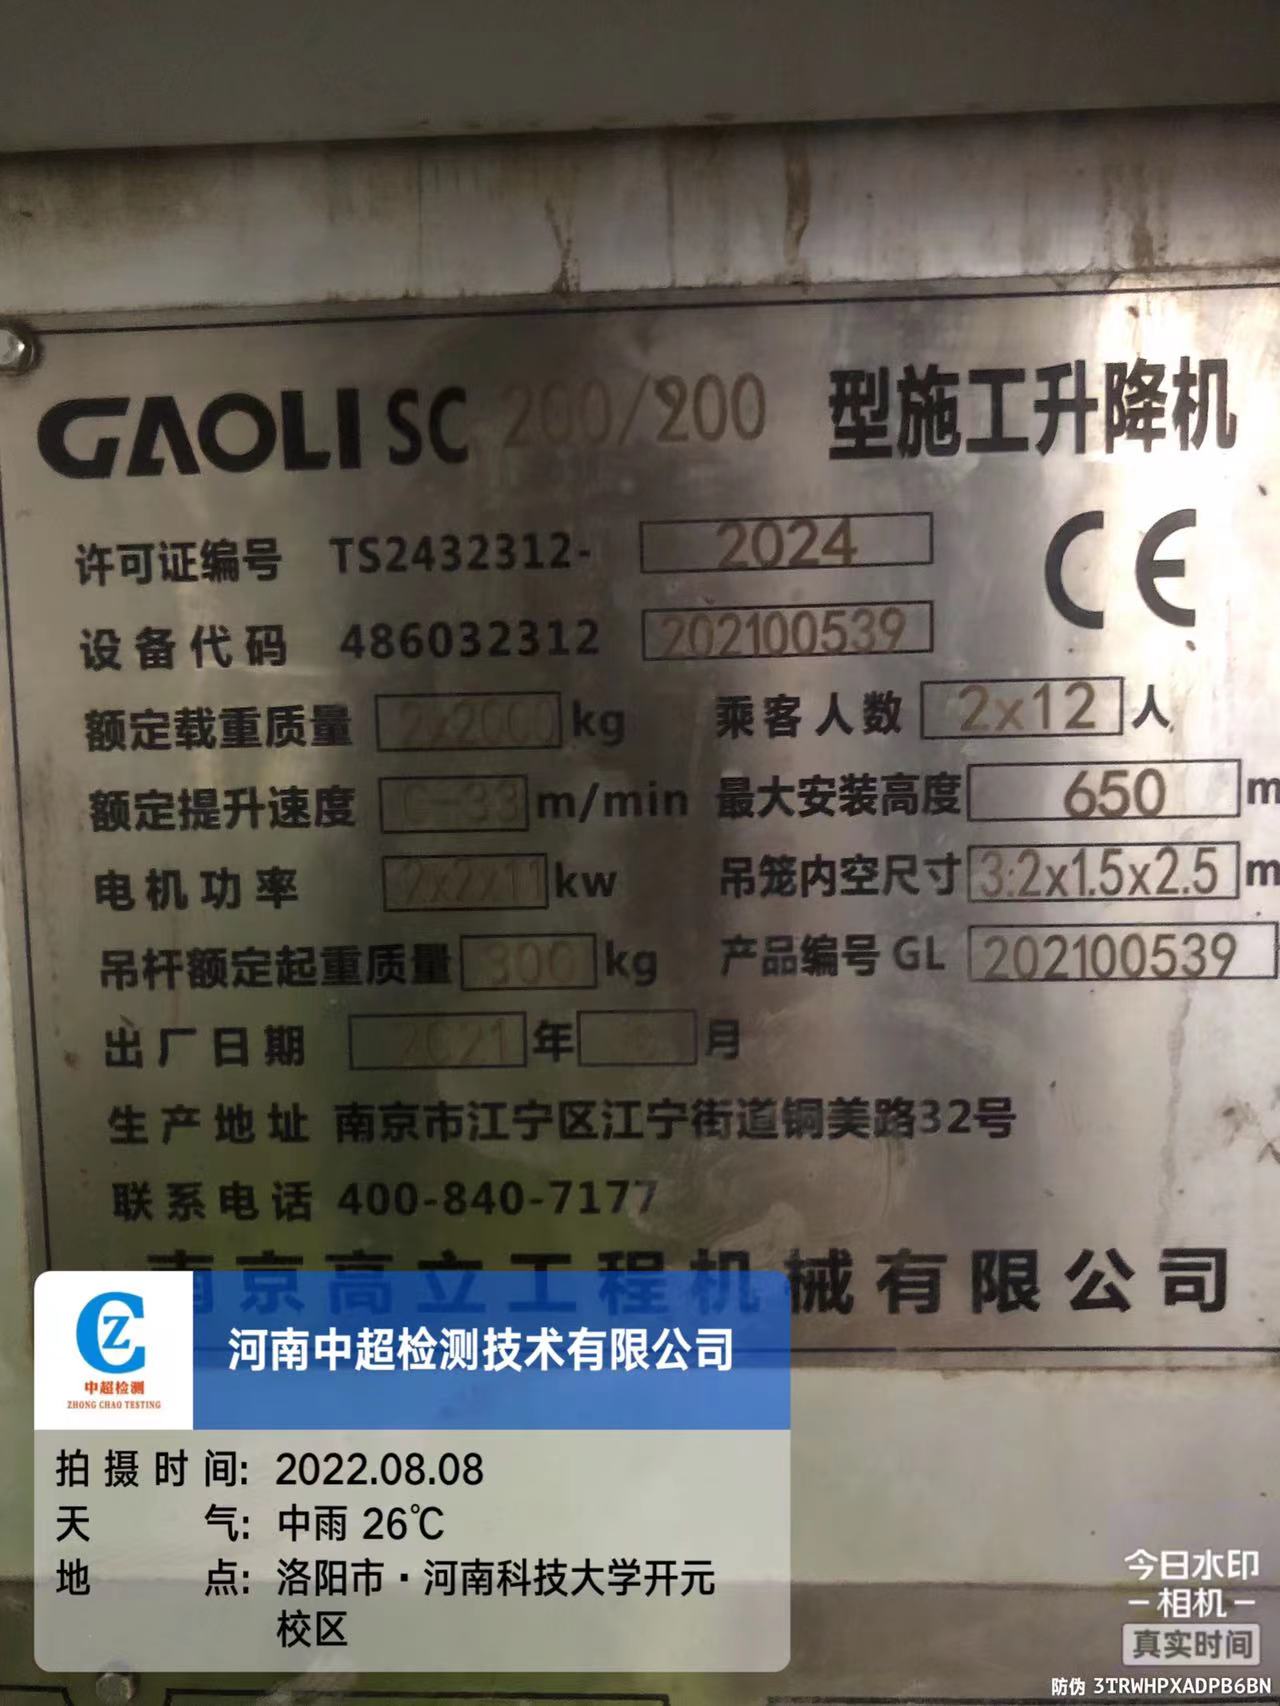 GAOLI SC 200/200 型施工升降机
许可证编号 TS2432312- 2024
CE
设备代码 486032312 202100539
额定载重质量 2x2000 kg 乘客人数 2x12 人
额定提升速度 0-33 m/min 最大安装高度 650 m
电机功率 2x2x11 kw 吊笼内空尺寸 3.2x1.5x2.5 m
吊杆额定起重质量 300 kg 产品编号 GL 202100539
出厂日期 2021 年 月
生产地址 南京市江宁区江宁街道铜美路32号
联系电话 400-840-7177
南京高立工程机械有限公司
CZ
中超检测
ZHONG CHAO TESTING
河南中超检测技术有限公司
拍摄时间: 2022.08.08
天气: 中雨 26℃
地点: 洛阳市·河南科技大学开元
校区
今日水印
相机
真实时间
防伪 3TRWHPXADPB6BN